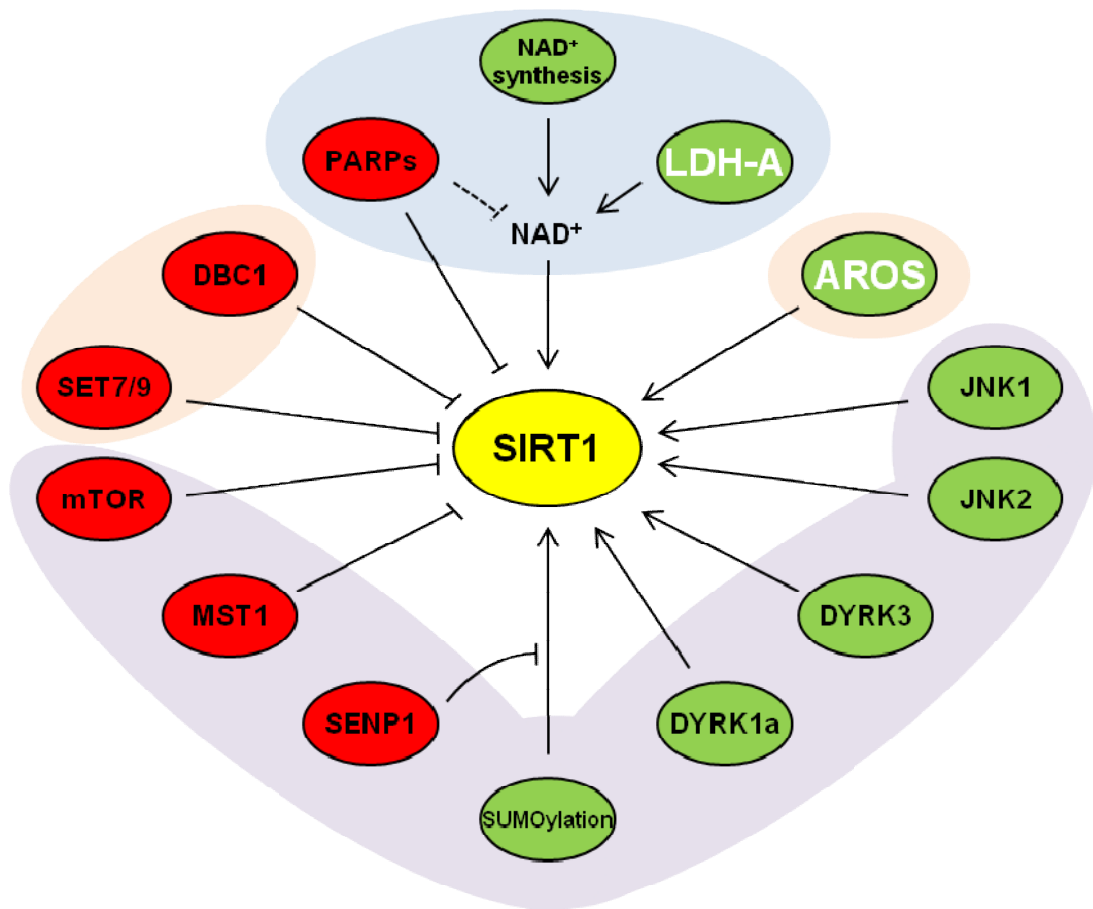 NAD⁺
synthesis
PARPs
LDH-A
NAD⁺
DBC1
AROS
SET7/9
JNK1
SIRT1
mTOR
JNK2
MST1
DYRK3
SENP1
DYRK1a
SUMOylation